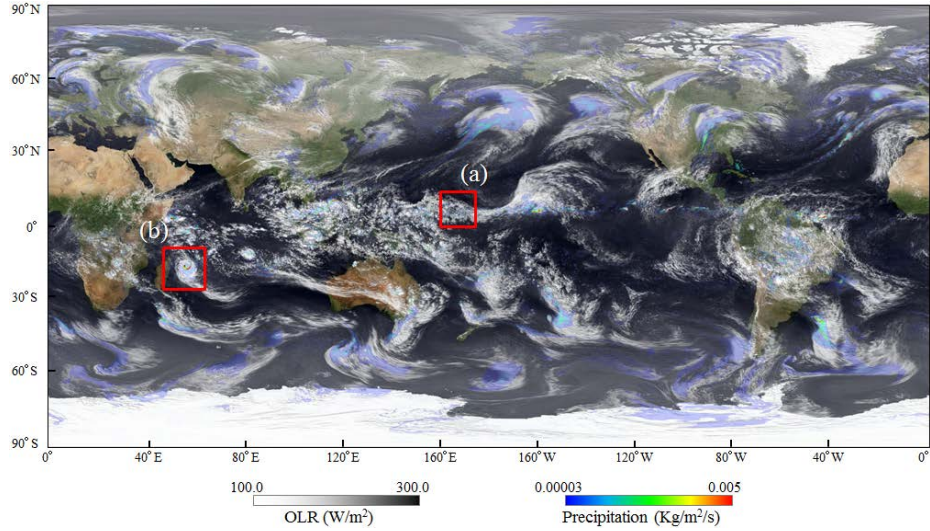 90˚N
60˚N
30˚N
0˚
30˚S
60˚S
90˚S
(a)
(b)
0˚ 40˚E 80˚E 120˚E 160˚E 160˚W 120˚W 80˚W 40˚W 0˚
100.0 300.0
OLR (W/m²)
0.00003 0.005
Precipitation (Kg/m²/s)